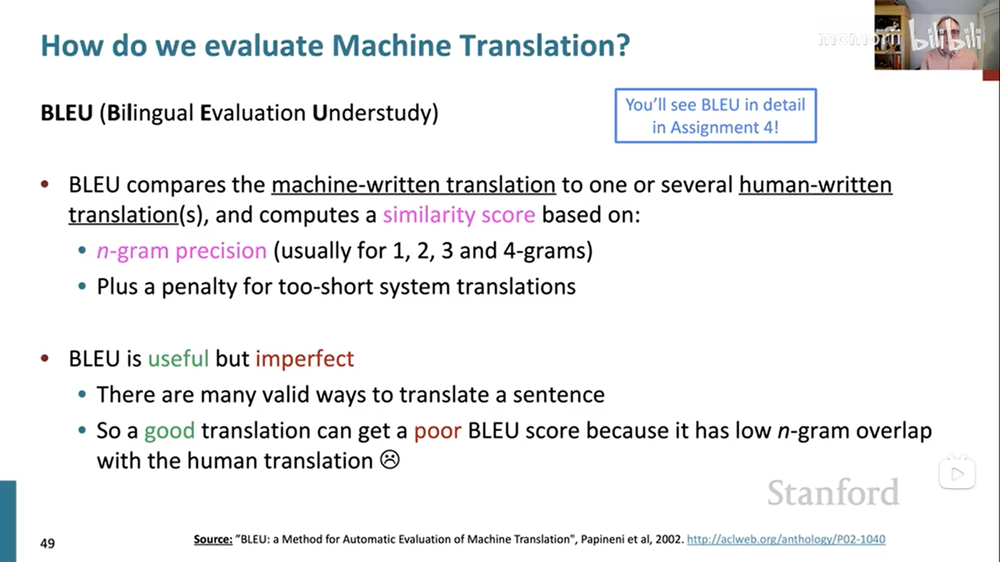 How do we evaluate Machine Translation?
momorii
bilibili
BLEU (Bilingual Evaluation Understudy)
You'll see BLEU in detail
in Assignment 4!
• BLEU compares the machine-written translation to one or several human-written
translation(s), and computes a similarity score based on:
• n-gram precision (usually for 1, 2, 3 and 4-grams)
• Plus a penalty for too-short system translations
• BLEU is useful but imperfect
• There are many valid ways to translate a sentence
• So a good translation can get a poor BLEU score because it has low n-gram overlap
with the human translation ☹
Stanford
49
Source: "BLEU: a Method for Automatic Evaluation of Machine Translation", Papineni et al, 2002. http://aclweb.org/anthology/P02-1040